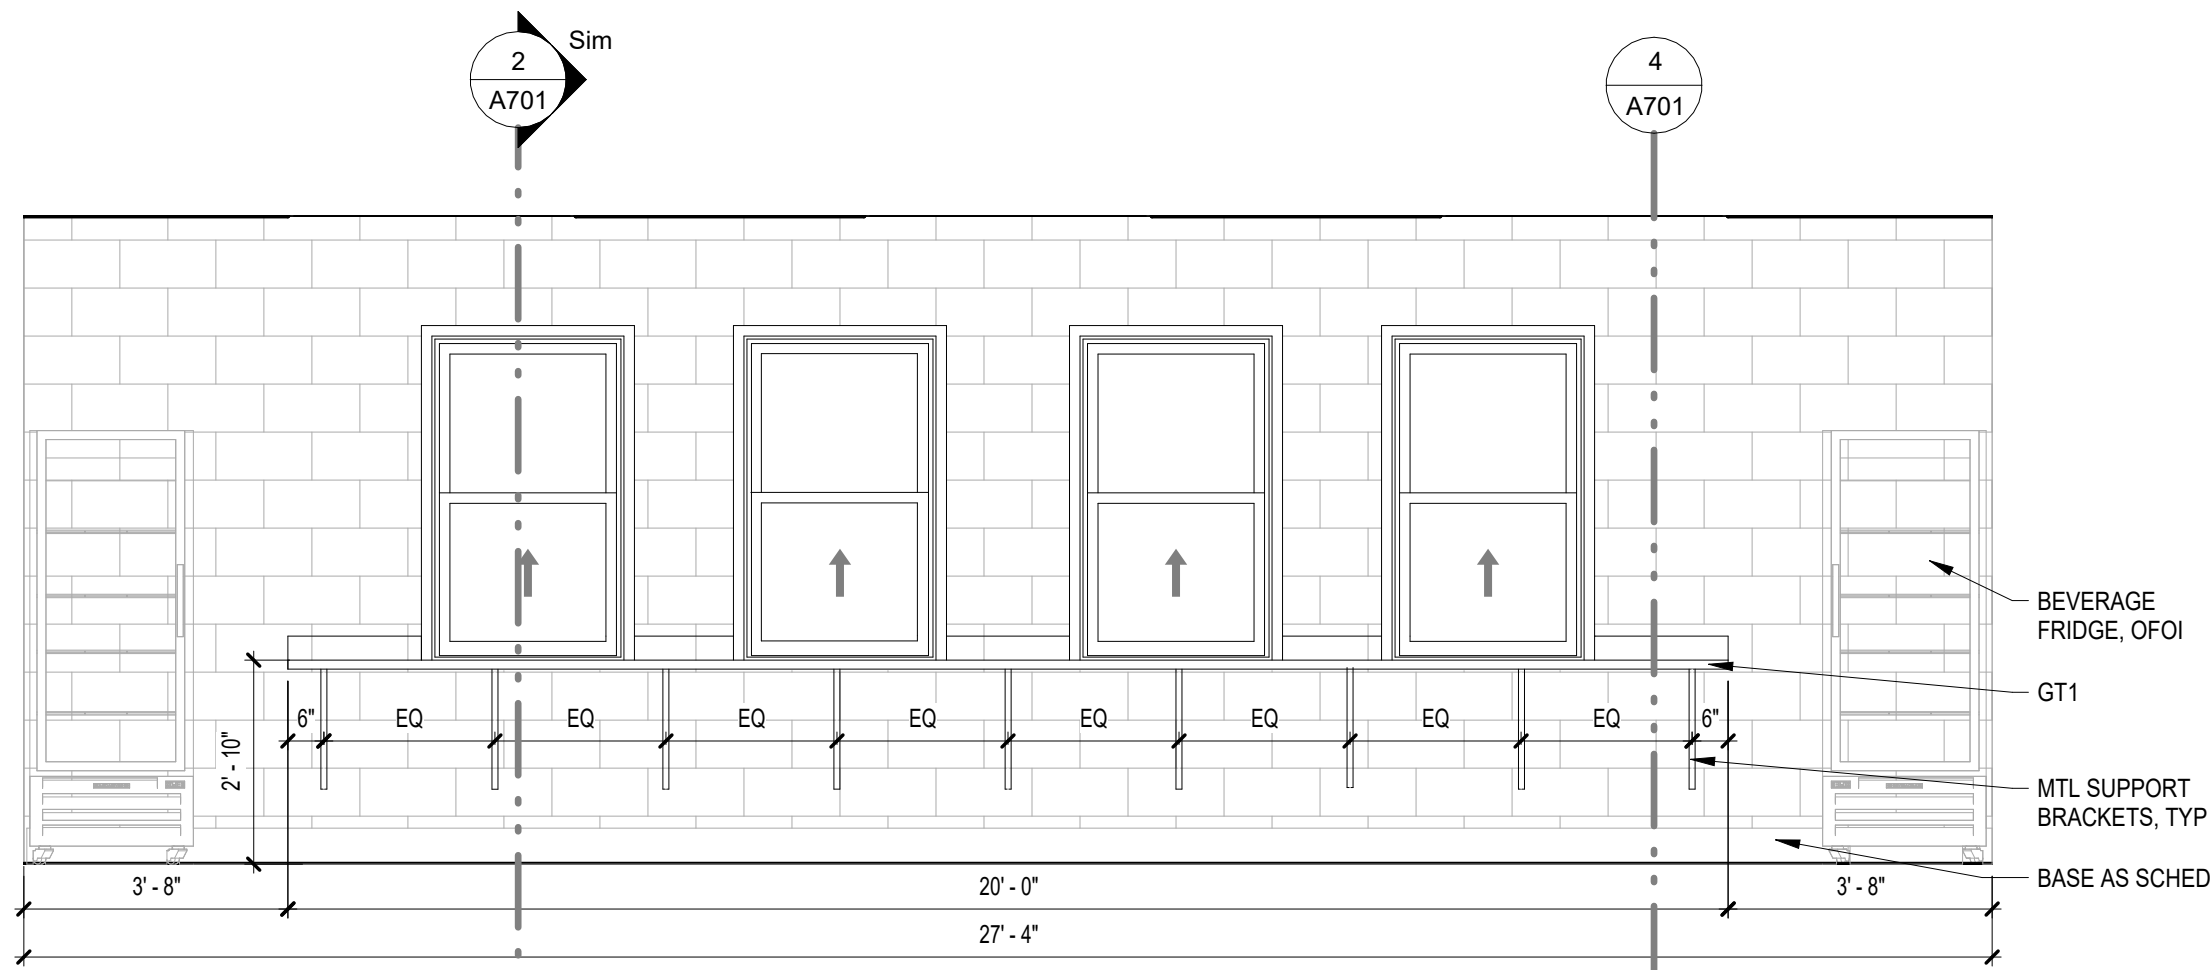 2
Sim
A701
4
A701
BEVERAGE
FRIDGE, OFOI
GT1
6" EQ EQ EQ EQ EQ EQ EQ EQ 6"
2' - 10"
MTL SUPPORT
BRACKETS, TYP
BASE AS SCHED
3' - 8" 20' - 0" 3' - 8"
27' - 4"